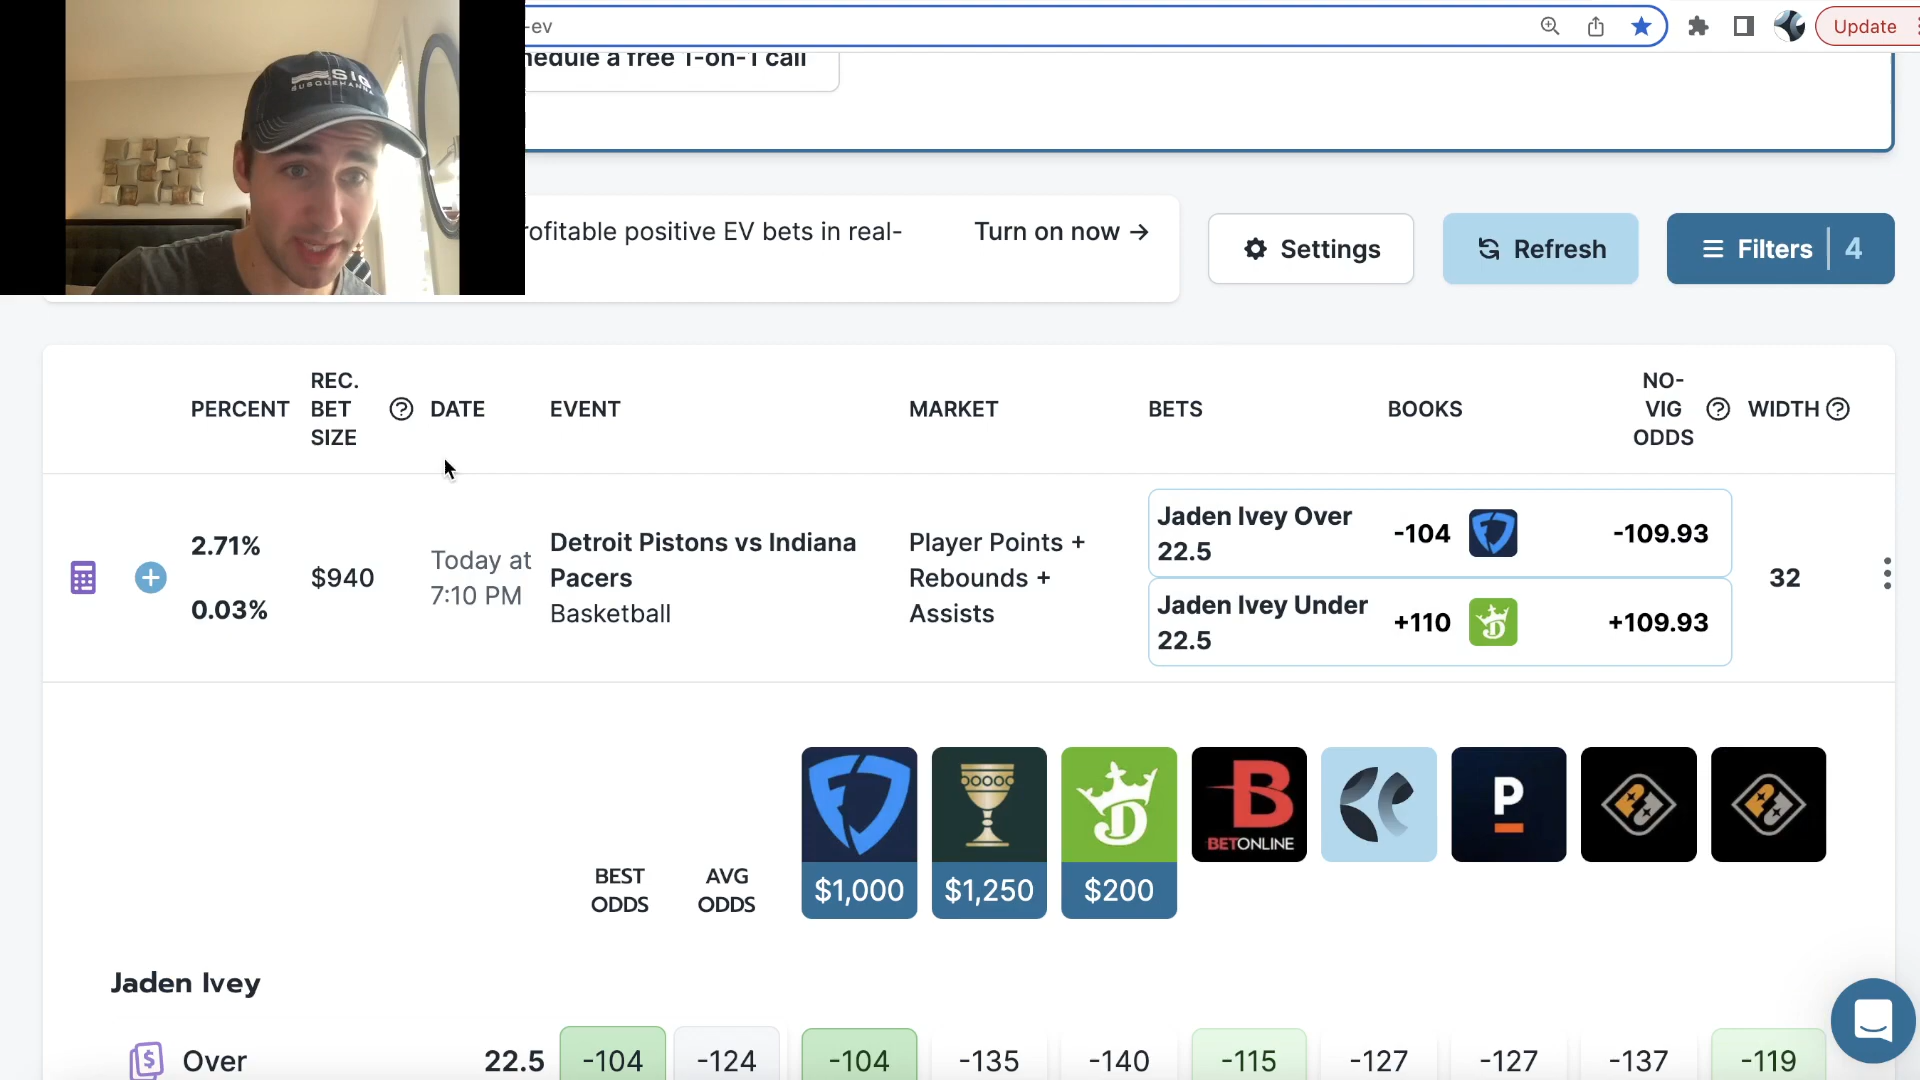 -ev
Update
hedule a free 1-on-1 call
SIG
SUSQUEHANNA
rofitable positive EV bets in real-
Turn on now →
Settings
Refresh
Filters | 4
PERCENT
REC.
BET
SIZE
DATE
EVENT
MARKET
BETS
BOOKS
NO-
VIG
ODDS
WIDTH
2.71%
0.03%
$940
Today at
7:10 PM
Detroit Pistons vs Indiana
Pacers
Basketball
Player Points +
Rebounds +
Assists
Jaden Ivey Over
22.5
-104
-109.93
Jaden Ivey Under
22.5
+110
+109.93
32
BEST
ODDS
AVG
ODDS
$1,000
$1,250
D
$200
B
BETONLINE
P
Jaden Ivey
Over 22.5 -104 -124 -104 -135 -140 -115 -127 -127 -137 -119